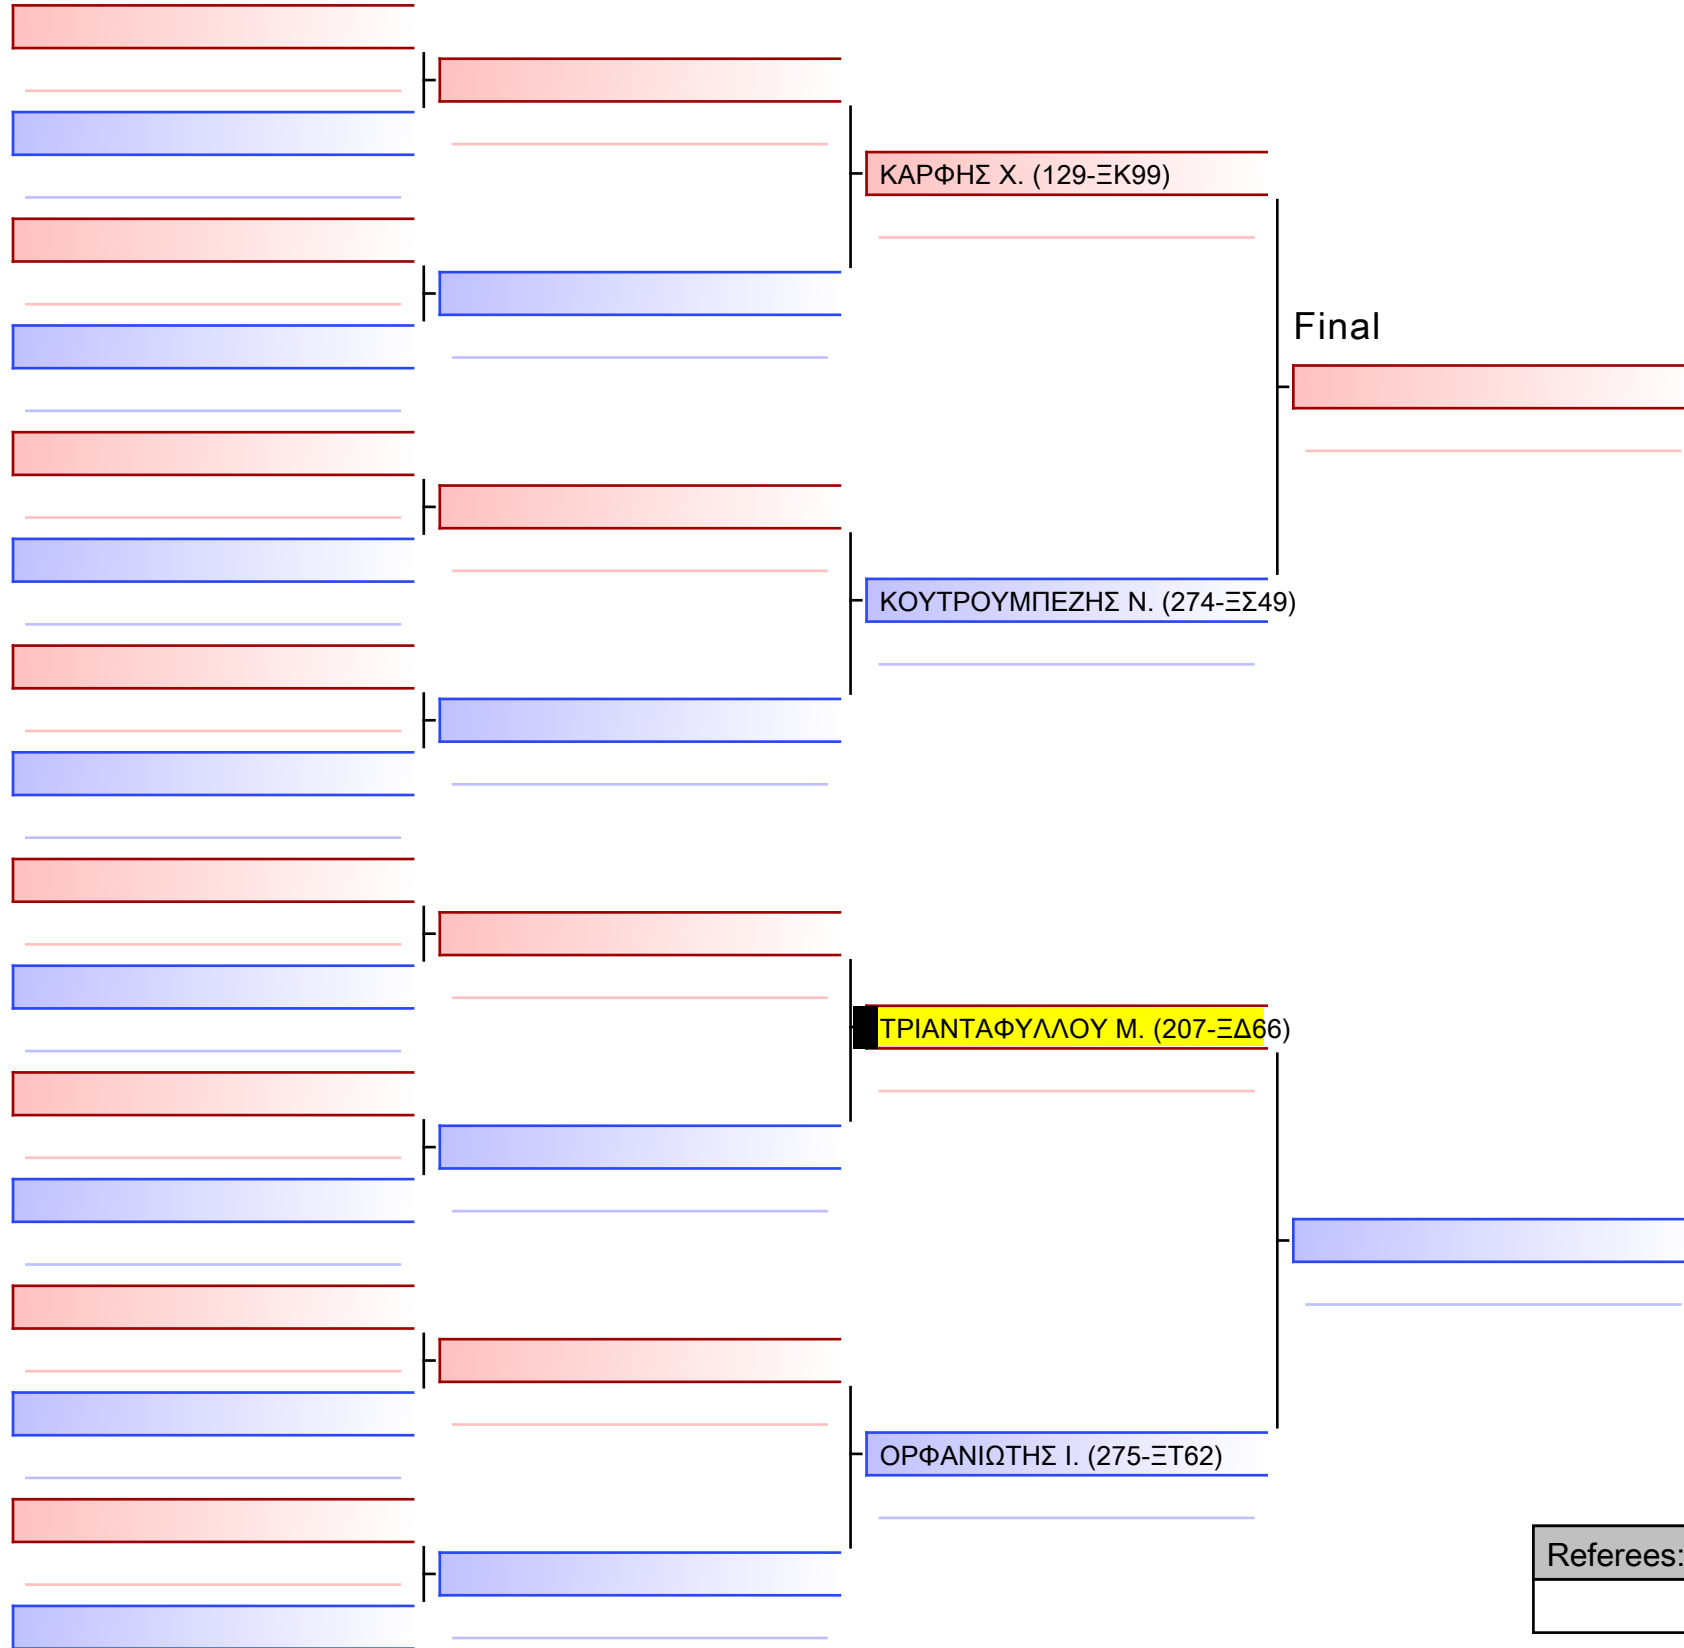 ΚΑΡΦΗΣ Χ. (129-ΞΚ99)
Final
ΚΟΥΤΡΟΥΜΠΕΖΗΣ Ν. (274-ΞΣ49)
ΤΡΙΑΝΤΑΦΥΛΛΟΥ Μ. (207-ΞΔ66)
ΟΡΦΑΝΙΩΤΗΣ Ι. (275-ΞΤ62)
Referees: